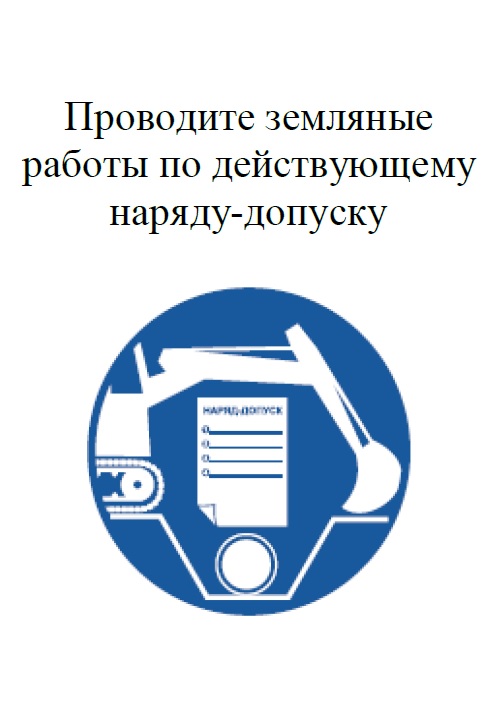 Проводите земляные
работы по действующему
наряду-допуску
НАРЯД-ДОПУСК